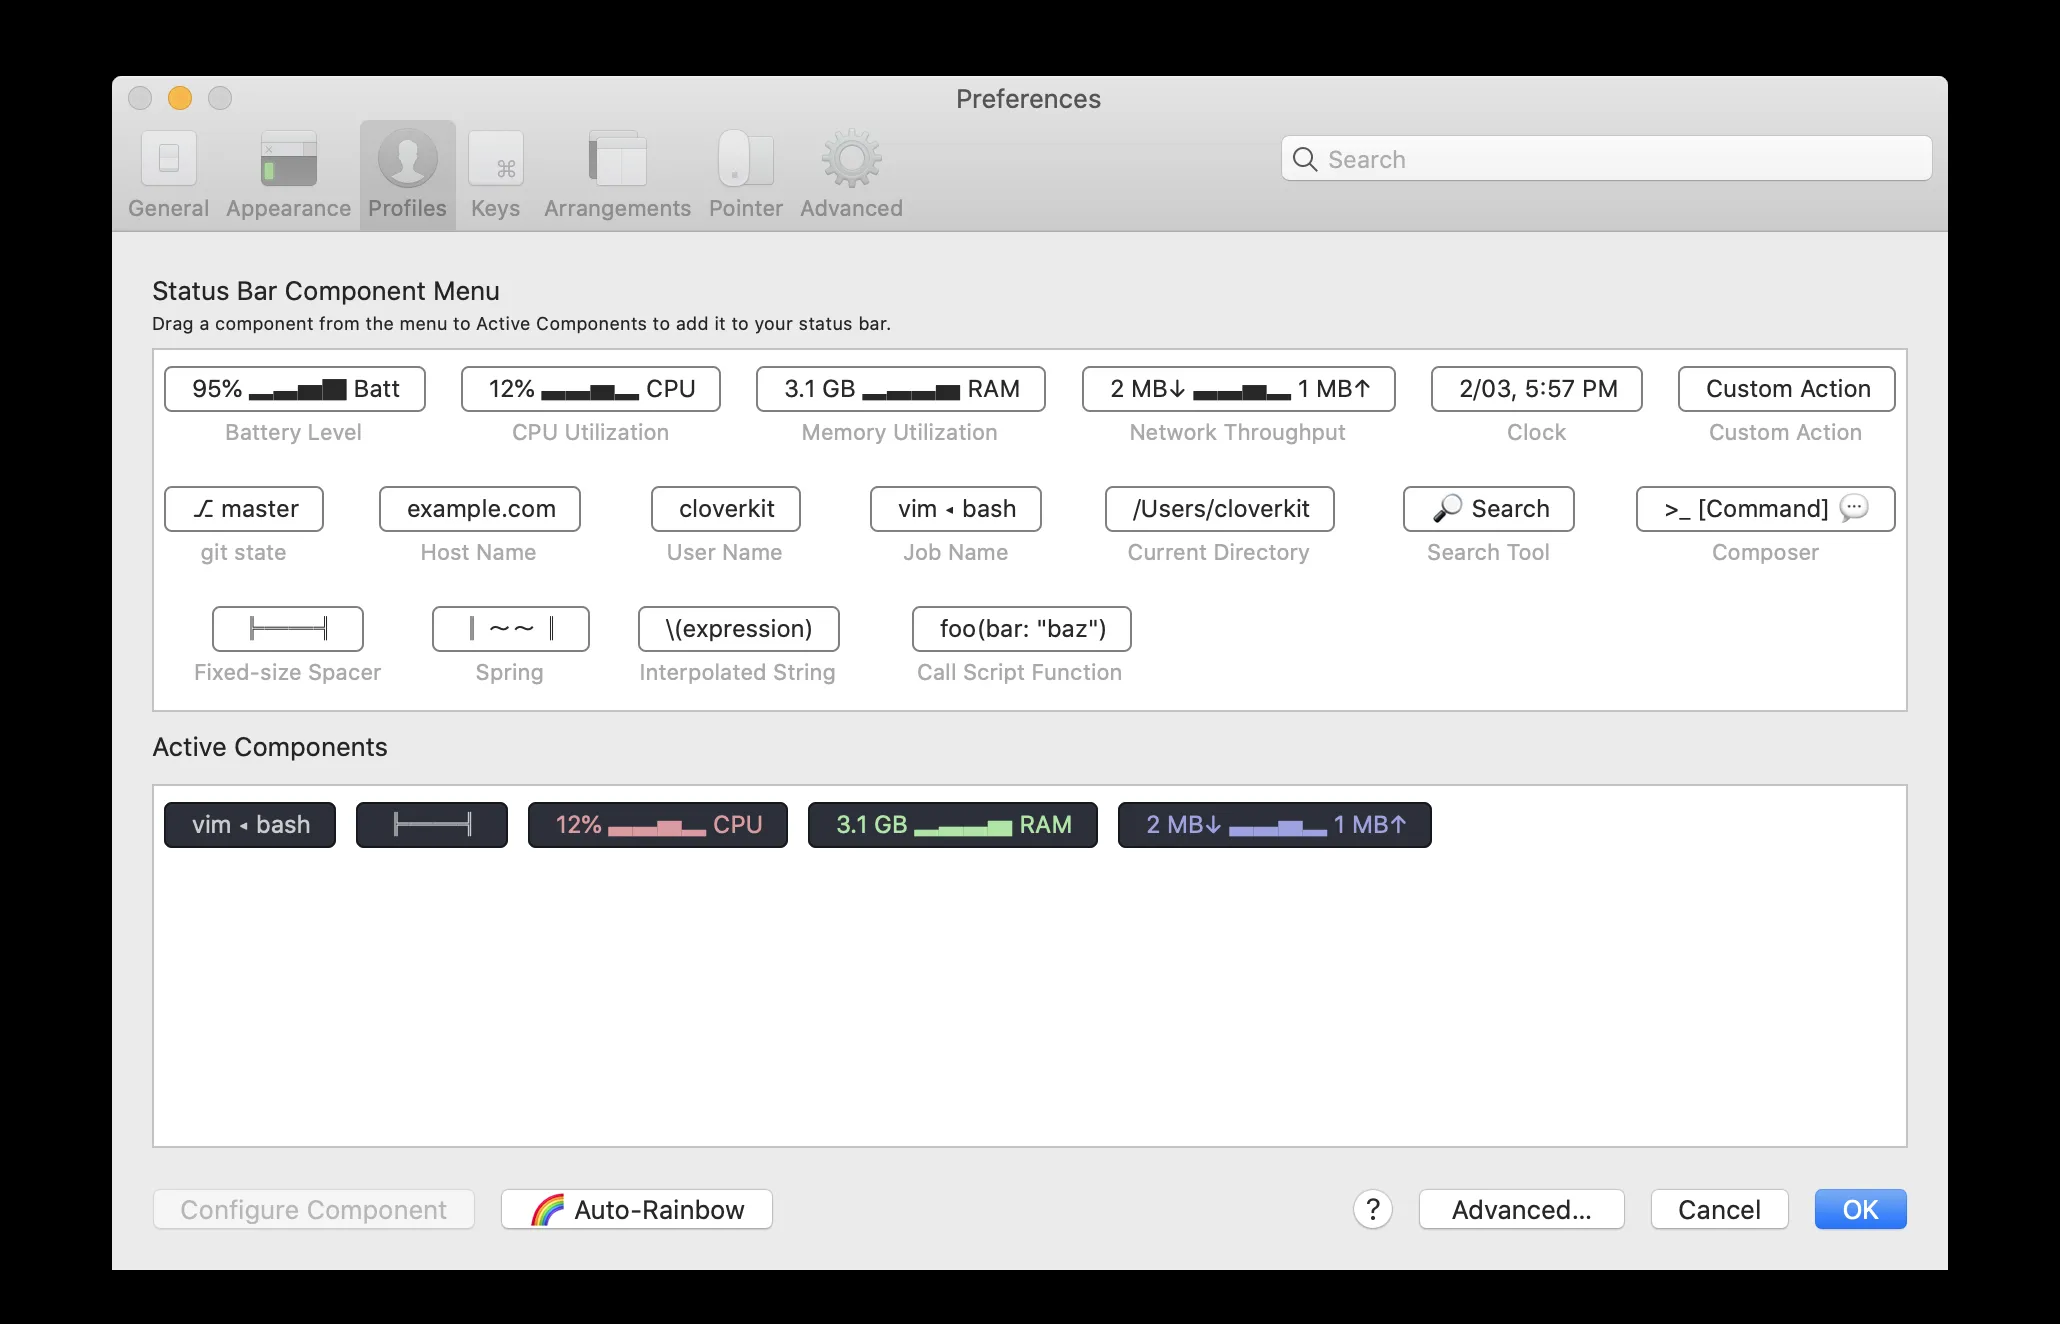 Preferences
General Appearance Profiles Keys Arrangements Pointer Advanced
Search
Status Bar Component Menu
Drag a component from the menu to Active Components to add it to your status bar.
95% ▂▂▅▇ Batt 12% ▂▂▄▂ CPU 3.1 GB ▂▂▂▄ RAM 2 MB↓ ▂▂▄▂ 1 MB↑ 2/03, 5:57 PM Custom Action
Battery Level CPU Utilization Memory Utilization Network Throughput Clock Custom Action
⎇ master example.com cloverkit vim ◂ bash /Users/cloverkit 🔎 Search >_ [Command] 💬
git state Host Name User Name Job Name Current Directory Search Tool Composer
╠════╣ ║ ~~ ║ \(expression) foo(bar: "baz")
Fixed-size Spacer Spring Interpolated String Call Script Function
Active Components
vim ◂ bash ╠════╣ 12% ▂▂▄▂ CPU 3.1 GB ▂▂▂▄ RAM 2 MB↓ ▂▂▄▂ 1 MB↑
Configure Component 🌈 Auto-Rainbow ? Advanced... Cancel OK